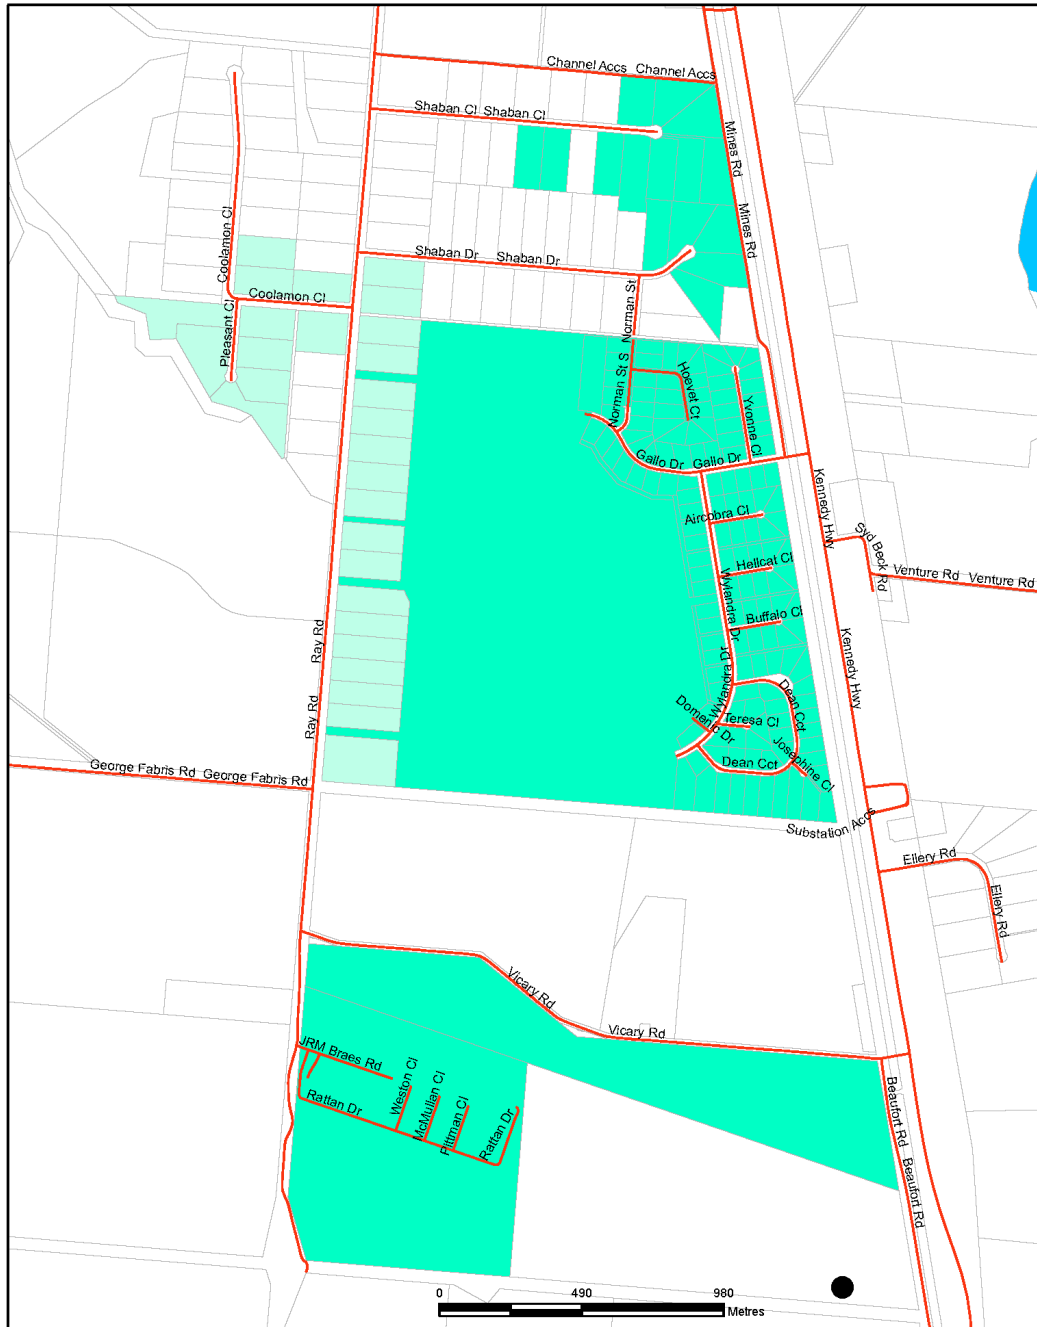 Channel Accs Channel Accs
Shaban Cl Shaban Cl
Mines Rd
Mines Rd
Coolamon Cl
Shaban Dr Shaban Dr
Coolamon Cl
Norman St
Pleasant Cl
Norman St S
Hoevet Ct
Yvonne Cl
Gallo Dr Gallo Dr
Kennedy Hwy
Aircobra Cl
Syd Beck Rd
Hellcat Cl
Venture Rd Venture Rd
Wylandra Dr
Buffalo Cl
Ray Rd
Kennedy Hwy
Wylandra Dr
Dean Cct
Ray Rd
Domenic Dr
Teresa Cl
George Fabris Rd George Fabris Rd
Dean Cct
Josephine Cl
Substation Accs
Ellery Rd
Ellery Rd
Vicary Rd
Vicary Rd
JRM Braes Rd
Weston Cl
Rattan Dr
McMullan Cl
Pittman Cl
Rattan Dr
Beaufort Rd
Beaufort Rd
0 490 980
Metres